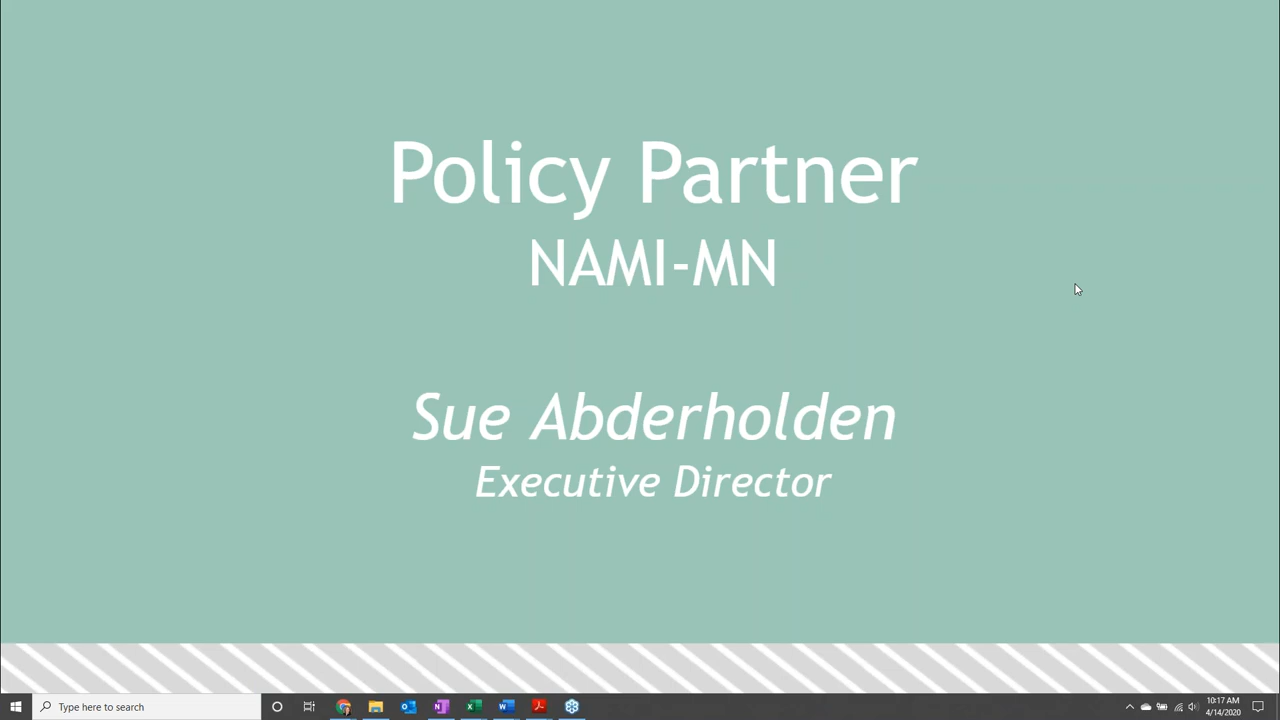 Policy Partner
NAMI-MN
Sue Abderholden
Executive Director
Type here to search
10:17 AM
4/14/2020